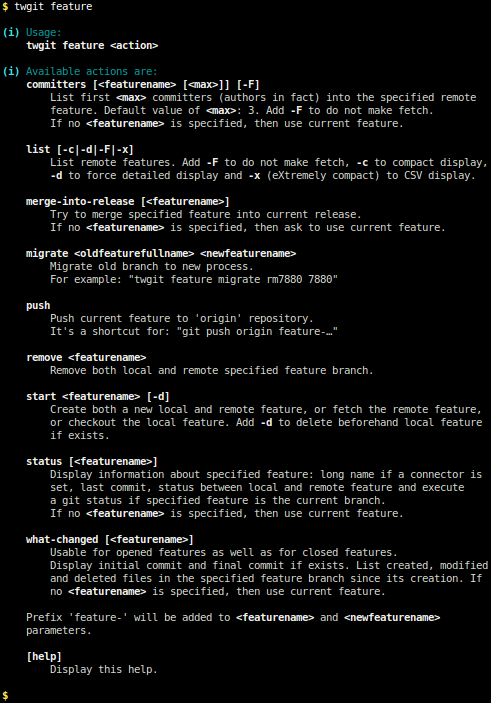 $ twgit feature
(i) Usage:
twgit feature <action>
(i) Available actions are:
committers [<featurename> [<max>]] [-F]
List first <max> committers (authors in fact) into the specified remote
feature. Default value of <max>: 3. Add -F to do not make fetch.
If no <featurename> is specified, then use current feature.
list [-c|-d|-F|-x]
List remote features. Add -F to do not make fetch, -c to compact display,
-d to force detailed display and -x (eXtremely compact) to CSV display.
merge-into-release [<featurename>]
Try to merge specified feature into current release.
If no <featurename> is specified, then ask to use current feature.
migrate <oldfeaturefullname> <newfeaturename>
Migrate old branch to new process.
For example: "twgit feature migrate rm7880 7880"
push
Push current feature to 'origin' repository.
It's a shortcut for: "git push origin feature-…"
remove <featurename>
Remove both local and remote specified feature branch.
start <featurename> [-d]
Create both a new local and remote feature, or fetch the remote feature,
or checkout the local feature. Add -d to delete beforehand local feature
if exists.
status [<featurename>]
Display information about specified feature: long name if a connector is
set, last commit, status between local and remote feature and execute
a git status if specified feature is the current branch.
If no <featurename> is specified, then use current feature.
what-changed [<featurename>]
Usable for opened features as well as for closed features.
Display initial commit and final commit if exists. List created, modified
and deleted files in the specified feature branch since its creation. If
no <featurename> is specified, then use current feature.
Prefix 'feature-' will be added to <featurename> and <newfeaturename>
parameters.
[help]
Display this help.
$